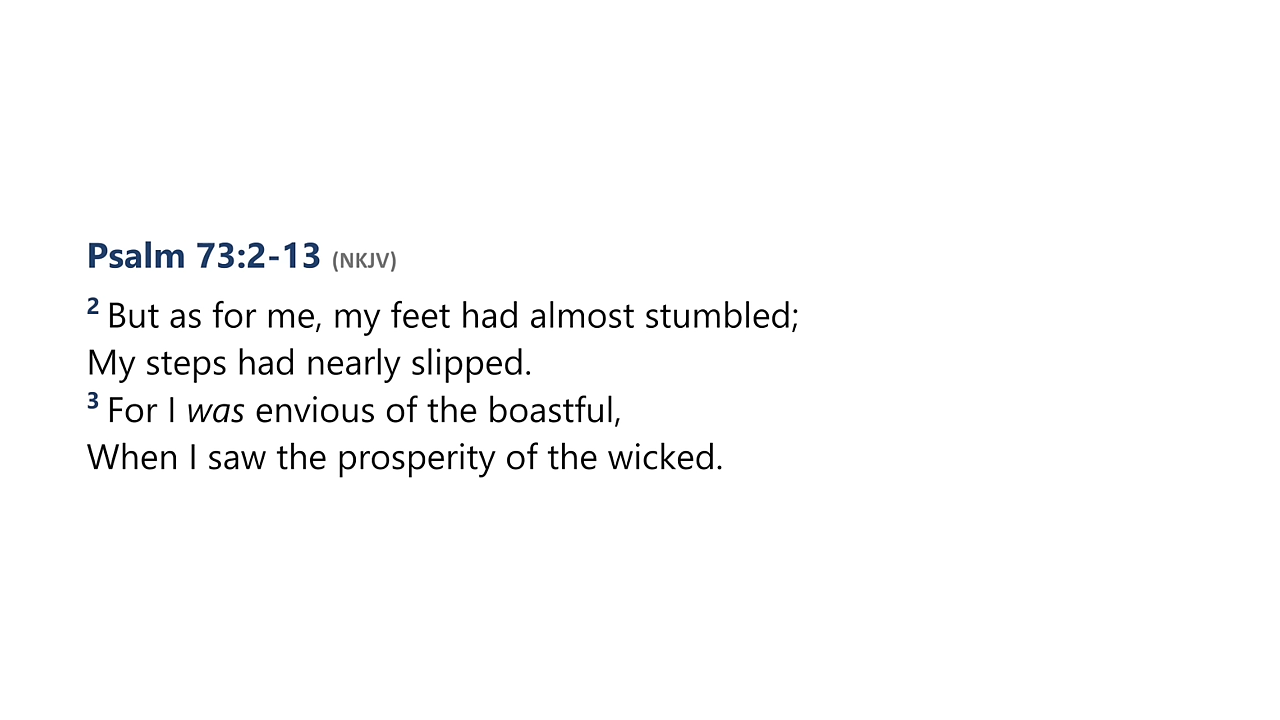 Psalm 73:2-13 (NKJV)
2 But as for me, my feet had almost stumbled;
My steps had nearly slipped.
3 For I was envious of the boastful,
When I saw the prosperity of the wicked.